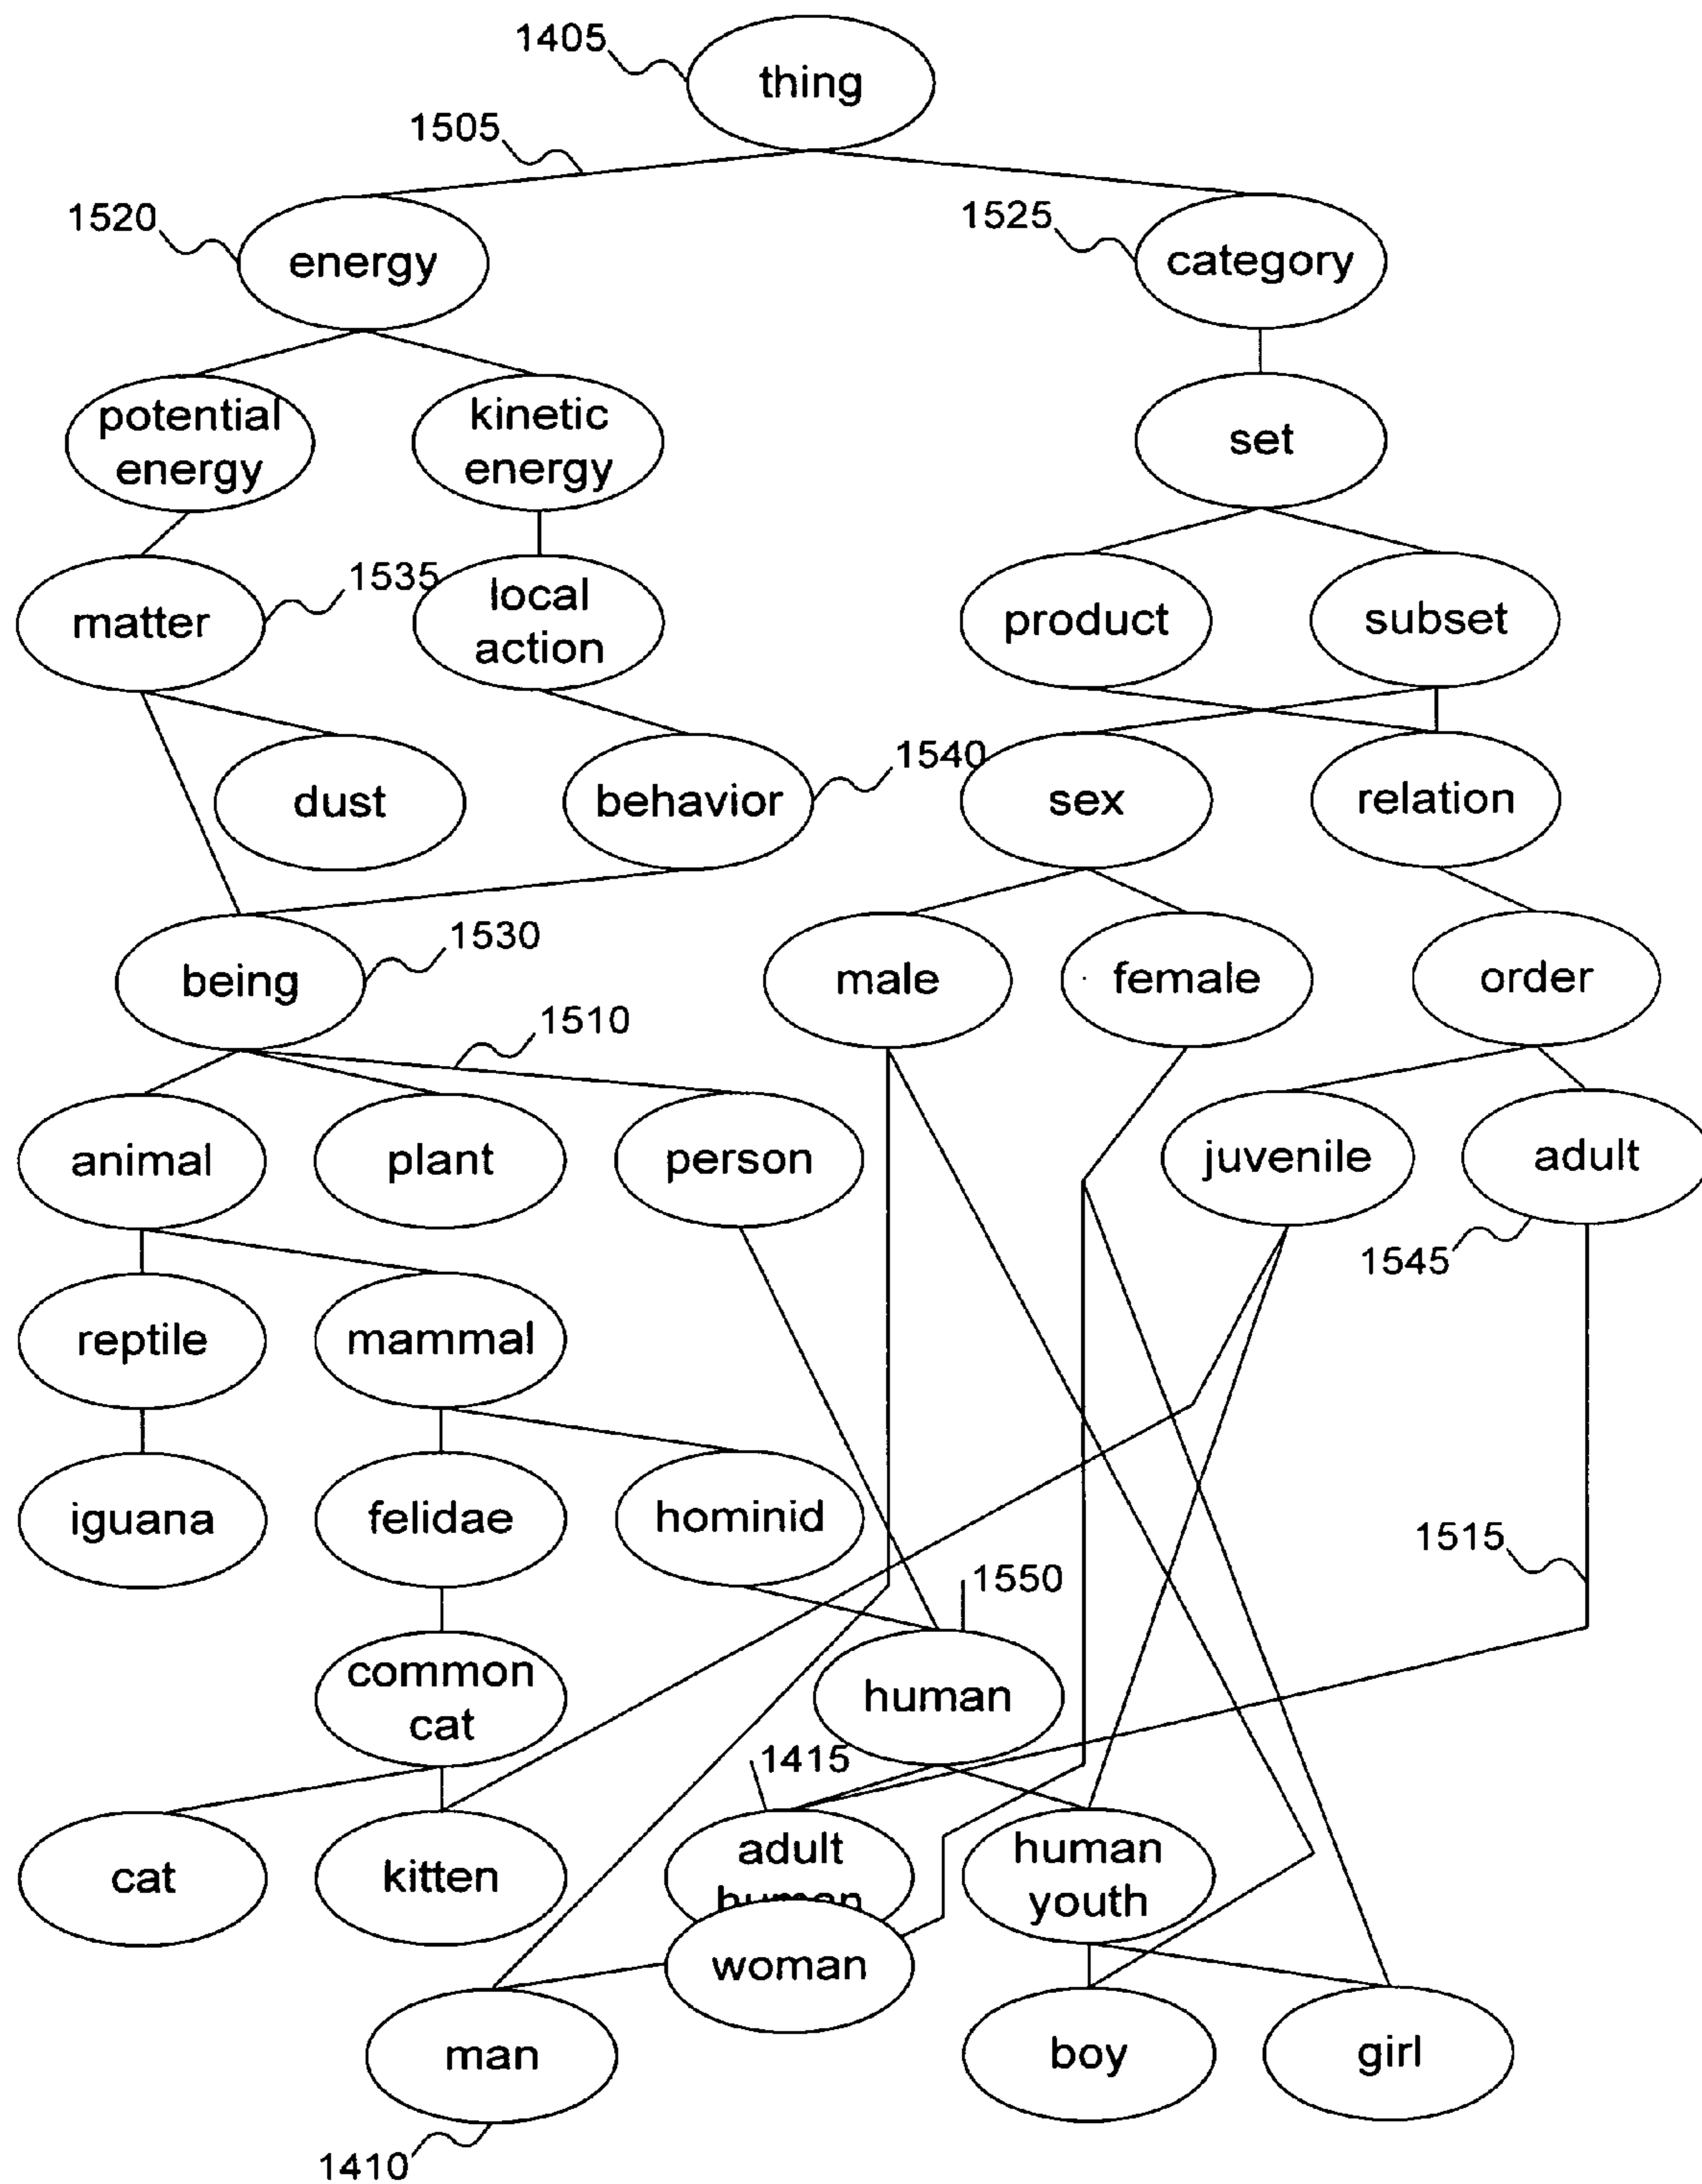 1405
thing
1505
1520
energy
1525
category
potential
energy
kinetic
energy
set
matter
1535
local
action
product
subset
dust
behavior
1540
sex
relation
being
1530
male
female
order
1510
animal
plant
person
juvenile
adult
1545
reptile
mammal
iguana
felidae
hominid
1515
1550
common
cat
human
1415
cat
kitten
adult
human
human
youth
woman
man
boy
girl
1410